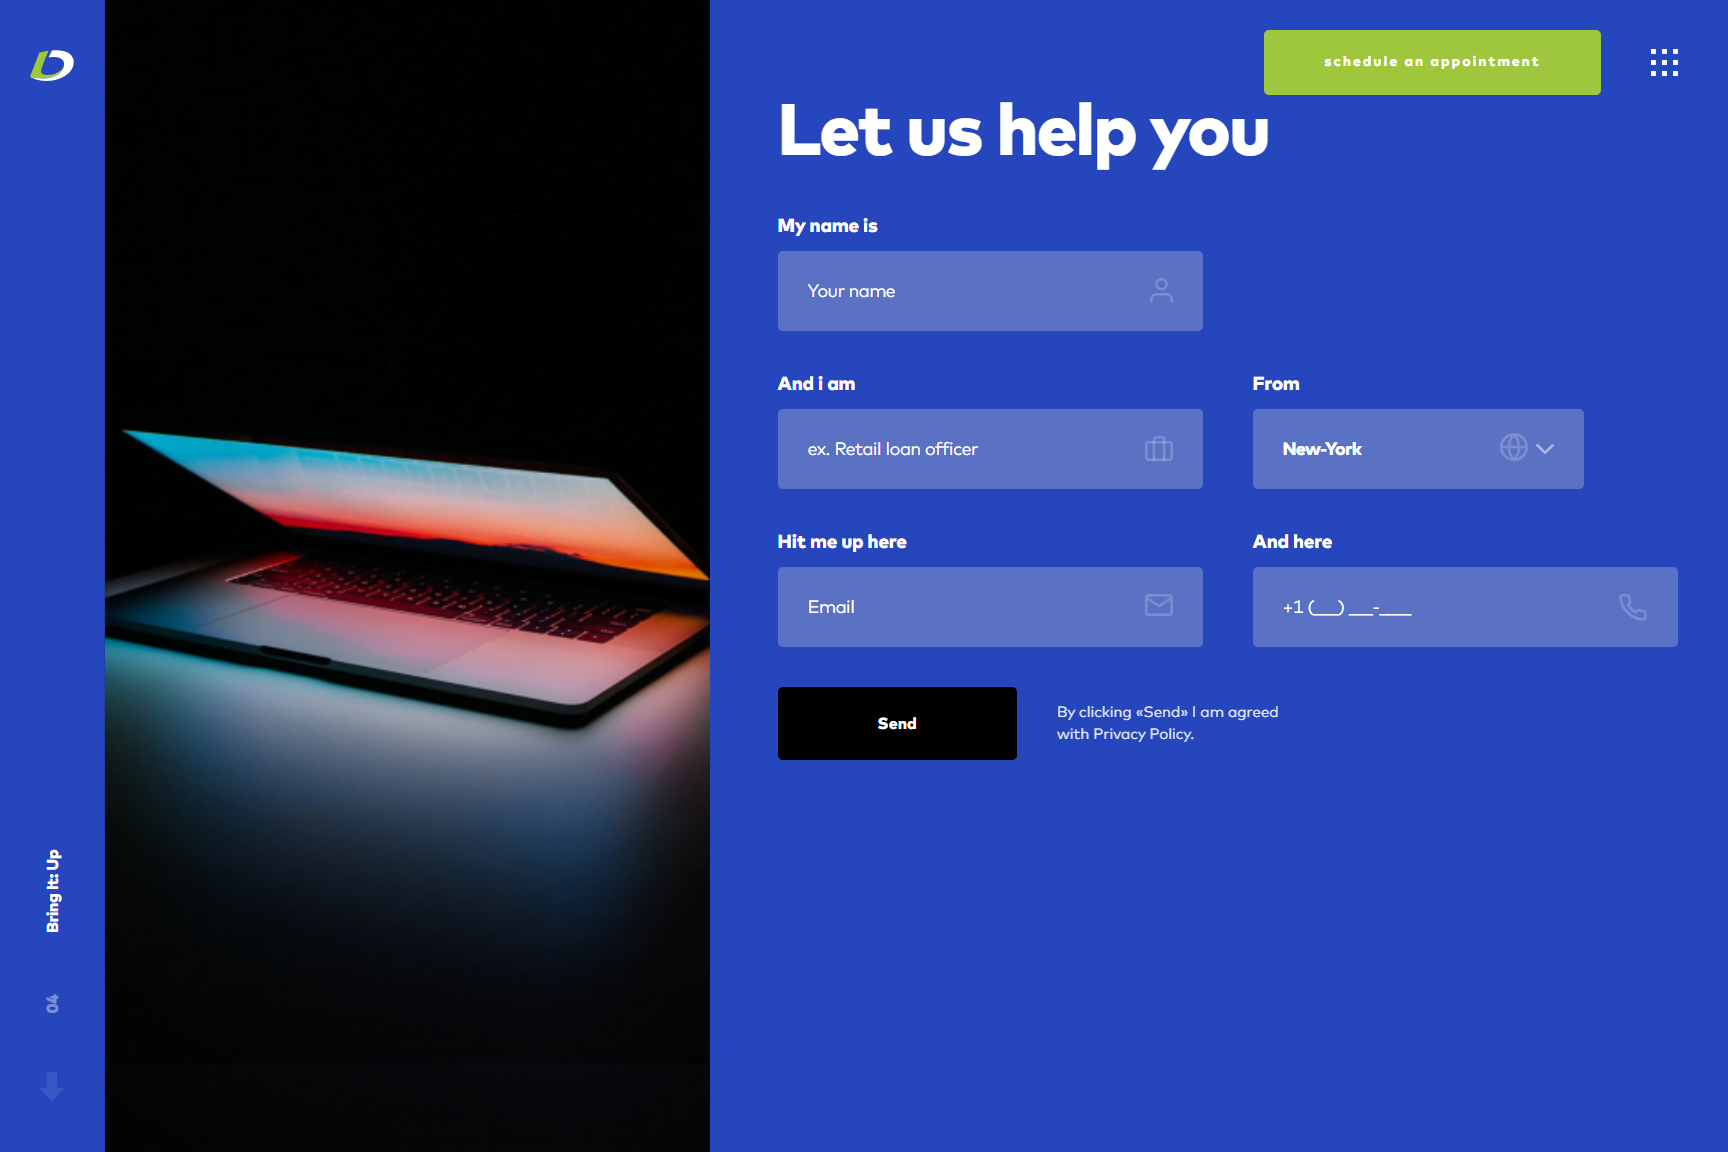 schedule an appointment
Let us help you
My name is
Your name
And i am
From
ex. Retail loan officer
New-York
Hit me up here
And here
Email
+1 (___) ___-____
Send
By clicking «Send» I am agreed
with Privacy Policy.
Bring It: Up
04